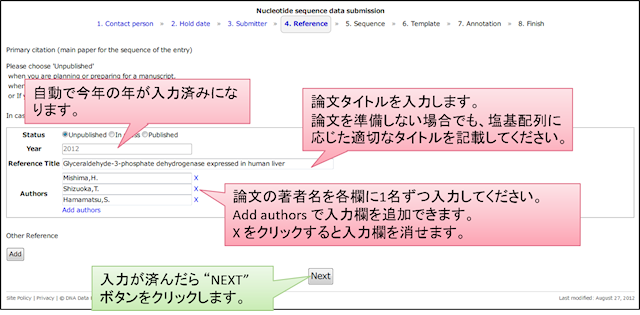 Nucleotide sequence data submission
1. Contact person » 2. Hold date » 3. Submitter » 4. Reference » 5. Sequence » 6. Template » 7. Annotation » 8. Finish
Primary citation (main paper for the sequence of the entry)
Please choose 'Unpublished'
when you are planning or preparing for a manuscript.
when
or If y
In cas
自動で今年の年が入力済みにな
ります。
論文タイトルを入力します。
論文を準備しない場合でも、塩基配列に
応じた適切なタイトルを記載してください。
Status Unpublished In press Published
Year 2012
Reference Title Glyceraldehyde-3-phosphate dehydrogenase expressed in human liver
Authors
Mishima,H. X
Shizuoka,T. X
Hamamatsu,S. X
Add authors
論文の著者名を各欄に1名ずつ入力してください。
Add authors で入力欄を追加できます。
X をクリックすると入力欄を消せます。
Other Reference
Add
入力が済んだら “NEXT”
ボタンをクリックします。
Next
Site Policy | Privacy | © DNA Data
Last modified: August 27, 2012